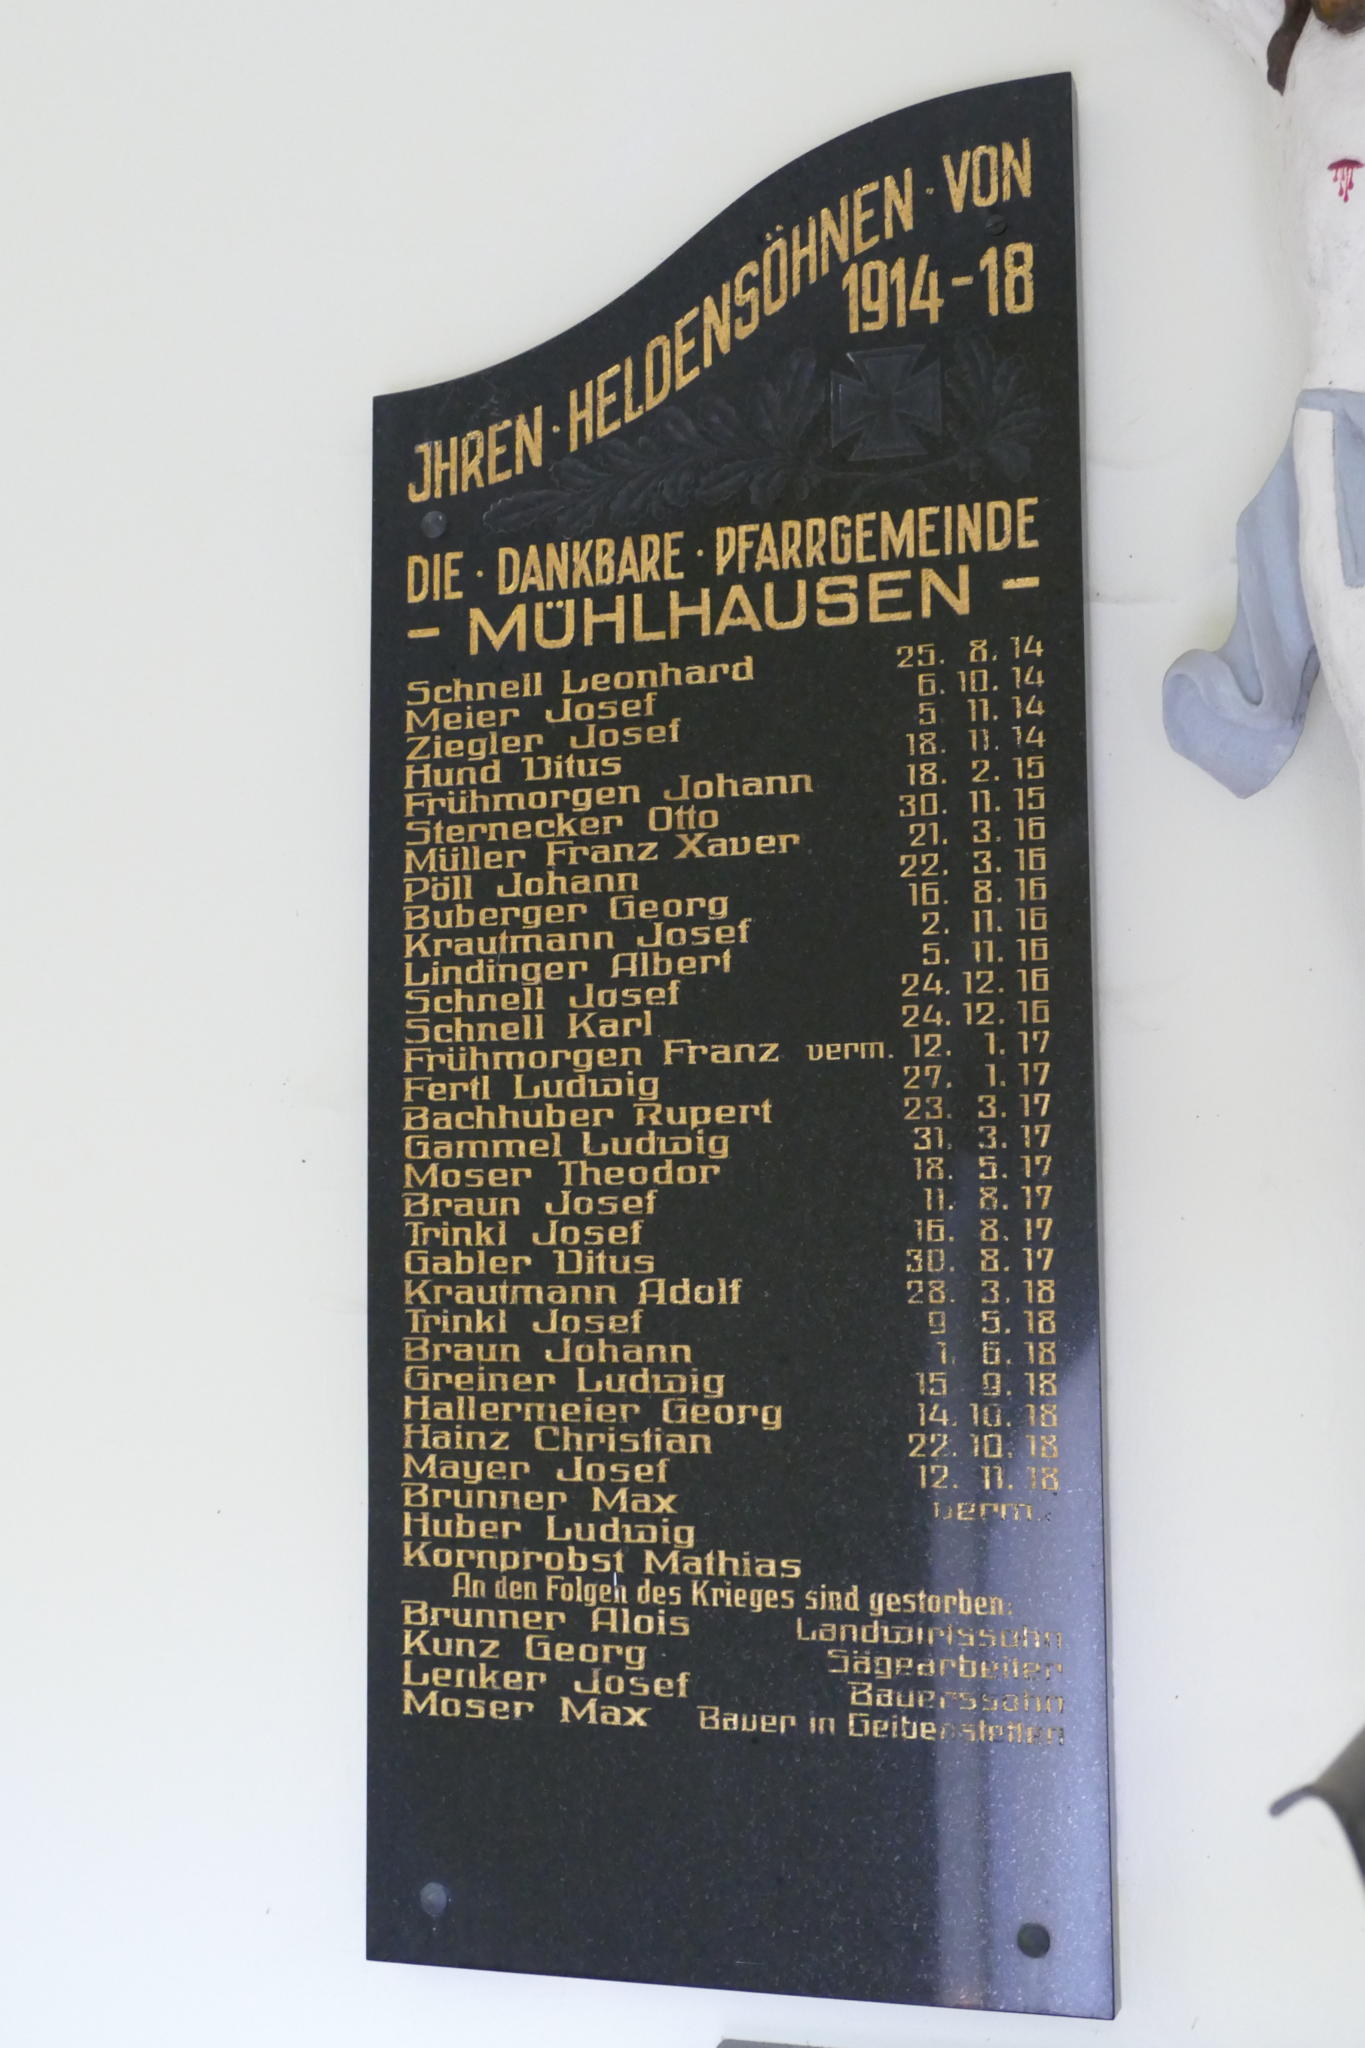 JHREN · HELDENSÖHNEN · VON
1914-18
DIE · DANKBARE · PFARRGEMEINDE
- MÜHLHAUSEN -
Schnell Leonhard 25. 8. 14
Meier Josef 6. 10. 14
Ziegler Josef 5 11. 14
Hund Vitus 18. 11. 14
Frühmorgen Johann 18. 2. 15
Sternecker Otto 30. 11. 15
Müller Franz Xaver 21. 3. 16
Pöll Johann 22. 3. 16
Buberger Georg 16. 8. 16
Krautmann Josef 2. 11. 16
Lindinger Albert 5. 11. 16
Schnell Josef 24. 12. 16
Schnell Karl 24. 12. 16
Frühmorgen Franz verm. 12. 1. 17
Fertl Ludwig 27. 1. 17
Bachhuber Rupert 23. 3. 17
Gammel Ludwig 31. 3. 17
Moser Theodor 18. 5. 17
Braun Josef 11. 8. 17
Trinkl Josef 16. 8. 17
Gabler Vitus 30. 8. 17
Krautmann Adolf 28. 3. 18
Trinkl Josef 9 5. 18
Braun Johann 1. 6. 18
Greiner Ludwig 15 9. 18
Hallermeier Georg 14. 10. 18
Hainz Christian 22. 10. 18
Mayer Josef 12. 11. 18
Brunner Max verm.
Huber Ludwig
Kornprobst Mathias
An den Folgen des Krieges sind gestorben:
Brunner Alois Landwirtssohn
Kunz Georg Sägearbeiter
Lenker Josef Bauerssohn
Moser Max Bauer in Geibenstetten